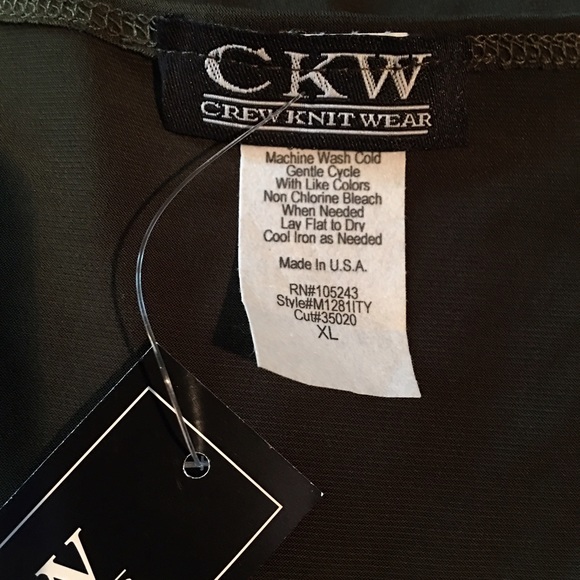 CKW
CREW KNIT WEAR
Machine Wash Cold
Gentle Cycle
With Like Colors
Non Chlorine Bleach
When Needed
Lay Flat to Dry
Cool Iron as Needed
Made In U.S.A.
RN#105243
Style#M1281ITY
Cut#35020
XL
W